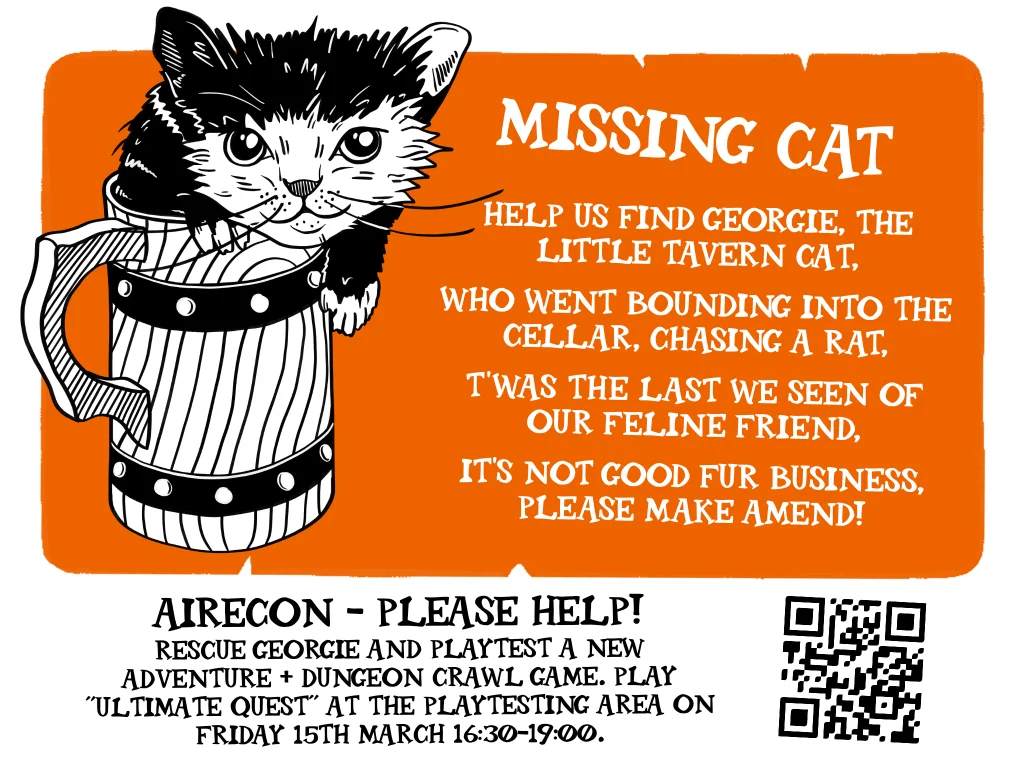 MISSING CAT
HELP US FIND GEORGIE, THE
LITTLE TAVERN CAT,
WHO WENT BOUNDING INTO THE
CELLAR, CHASING A RAT,
T'WAS THE LAST WE SEEN OF
OUR FELINE FRIEND,
IT'S NOT GOOD FUR BUSINESS,
PLEASE MAKE AMEND!
AIRECON - PLEASE HELP!
RESCUE GEORGIE AND PLAYTEST A NEW
ADVENTURE + DUNGEON CRAWL GAME. PLAY
"ULTIMATE QUEST" AT THE PLAYTESTING AREA ON
FRIDAY 15TH MARCH 16:30-19:00.